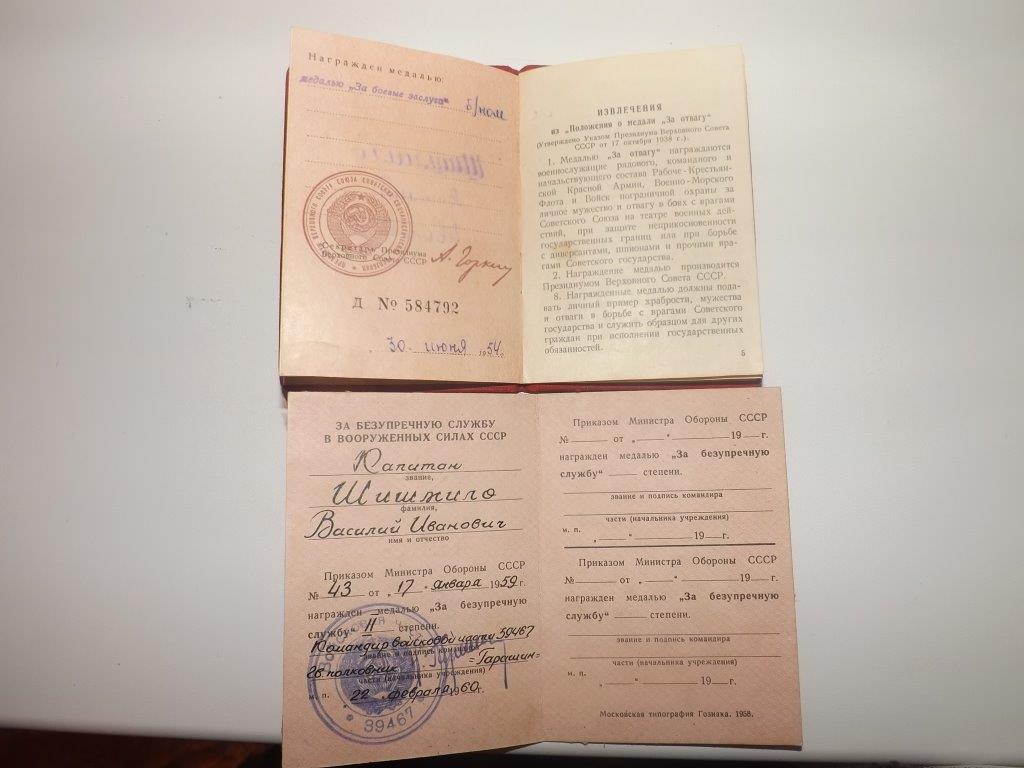 Награжден медалью:
медалью „За боевые заслуги“ б/ном
Секретарь Президиума
Верховного Совета СССР
А. Горкин
Д № 584792
30 июня 1954 г.
ИЗВЛЕЧЕНИЯ
из „Положения о медали „За отвагу“
(Утверждено Указом Президиума Верховного Совета
СССР от 17 октября 1938 г.).
1. Медалью „За отвагу“ награждаются
военнослужащие рядового, командного и
начальствующего состава Рабоче-Крестьян-
ской Красной Армии, Военно-Морского
Флота и Войск пограничной охраны за
личное мужество и отвагу в боях с врагами
Советского Союза на театре военных дей-
ствий, при защите неприкосновенности
государственных границ или при борьбе
с диверсантами, шпионами и прочими вра-
гами Советского государства.
2. Награждение медалью производится
Президиумом Верховного Совета СССР.
8. Награжденные медалью должны пода-
вать личный пример храбрости, мужества
и отваги в борьбе с врагами Советского
государства и служить образцом для других
граждан при исполнении государственных
обязанностей.
5
ЗА БЕЗУПРЕЧНУЮ СЛУЖБУ
В ВООРУЖЕННЫХ СИЛАХ СССР
Капитан
звание,
Шишжило
фамилия,
Василий Иванович
имя и отчество
Приказом Министра Обороны СССР
№ 43 от „17“ января 1959 г.
награжден медалью „За безупречную
службу“ II степени.
Командир войсковой части 39467
звание и подпись командира
Гв. полковник =Гарашин=
части (начальника учреждения)
м. п. „22“ февраля 1960 г.
39467
Приказом Министра Обороны СССР
№ от „ “ 19 г.
награжден медалью „За безупречную
службу“ степени.
звание и подпись командира
части (начальника учреждения)
м. п. „ “ 19 г.
Приказом Министра Обороны СССР
№ от „ “ 19 г.
награжден медалью „За безупречную
службу“ степени.
звание и подпись командира
части (начальника учреждения)
м. п. „ “ 19 г.
Московская типография Гознака. 1958.